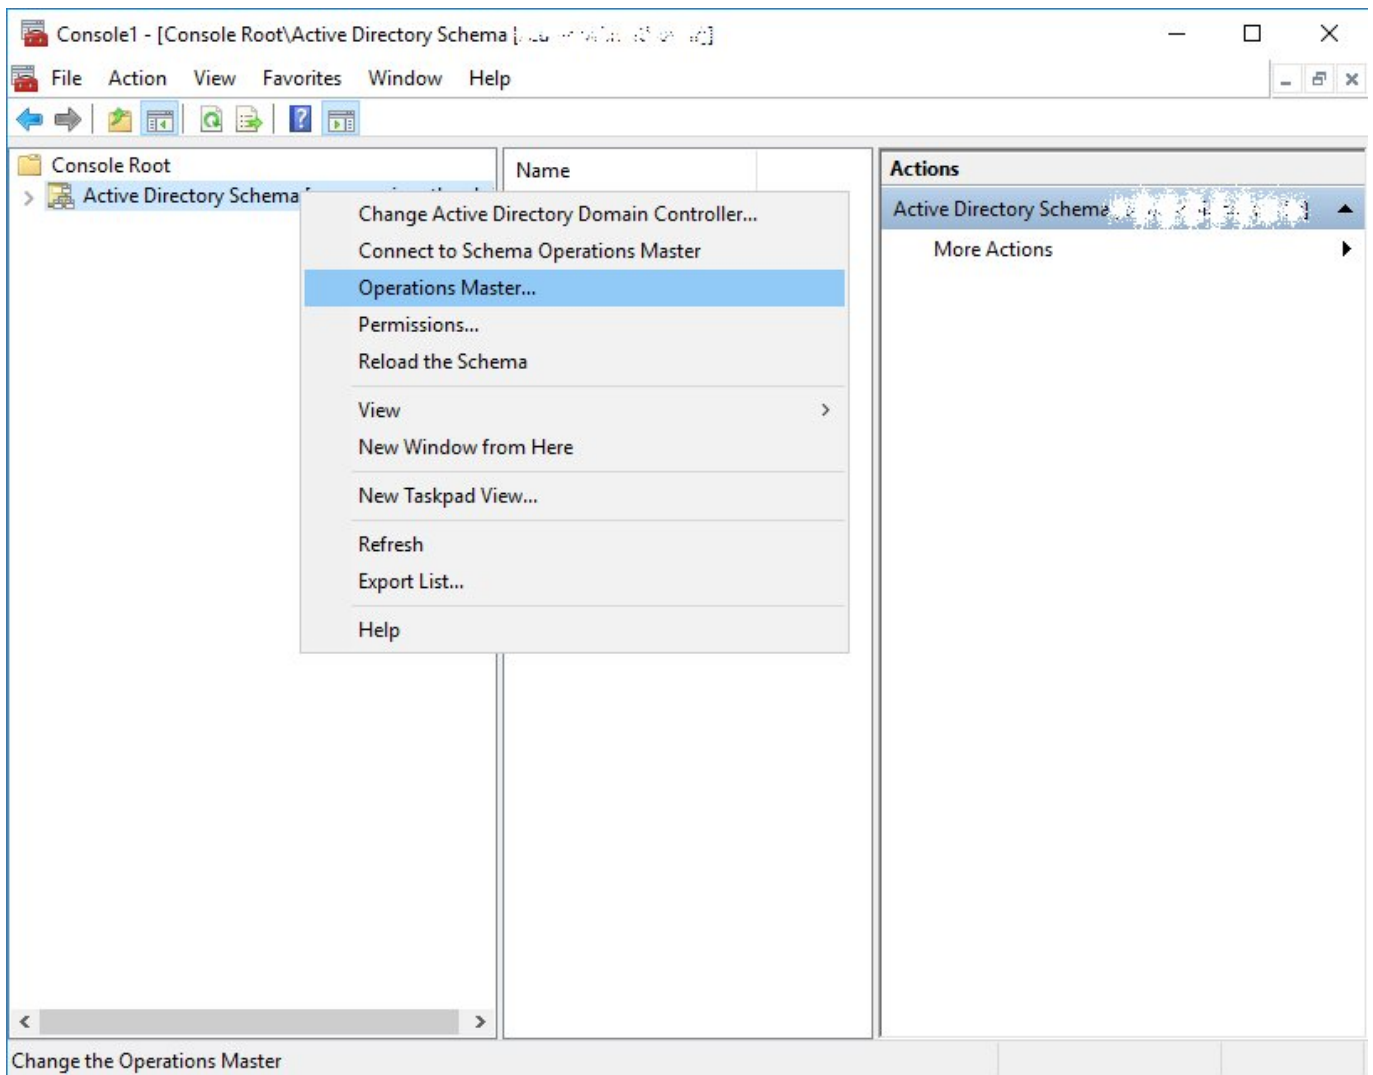 Console1 - [Console Root\Active Directory Schema [
File Action View Favorites Window Help
Console Root
Active Directory Schema
Name
Actions
Active Directory Schema
More Actions
Change Active Directory Domain Controller...
Connect to Schema Operations Master
Operations Master...
Permissions...
Reload the Schema
View
New Window from Here
New Taskpad View...
Refresh
Export List...
Help
Change the Operations Master